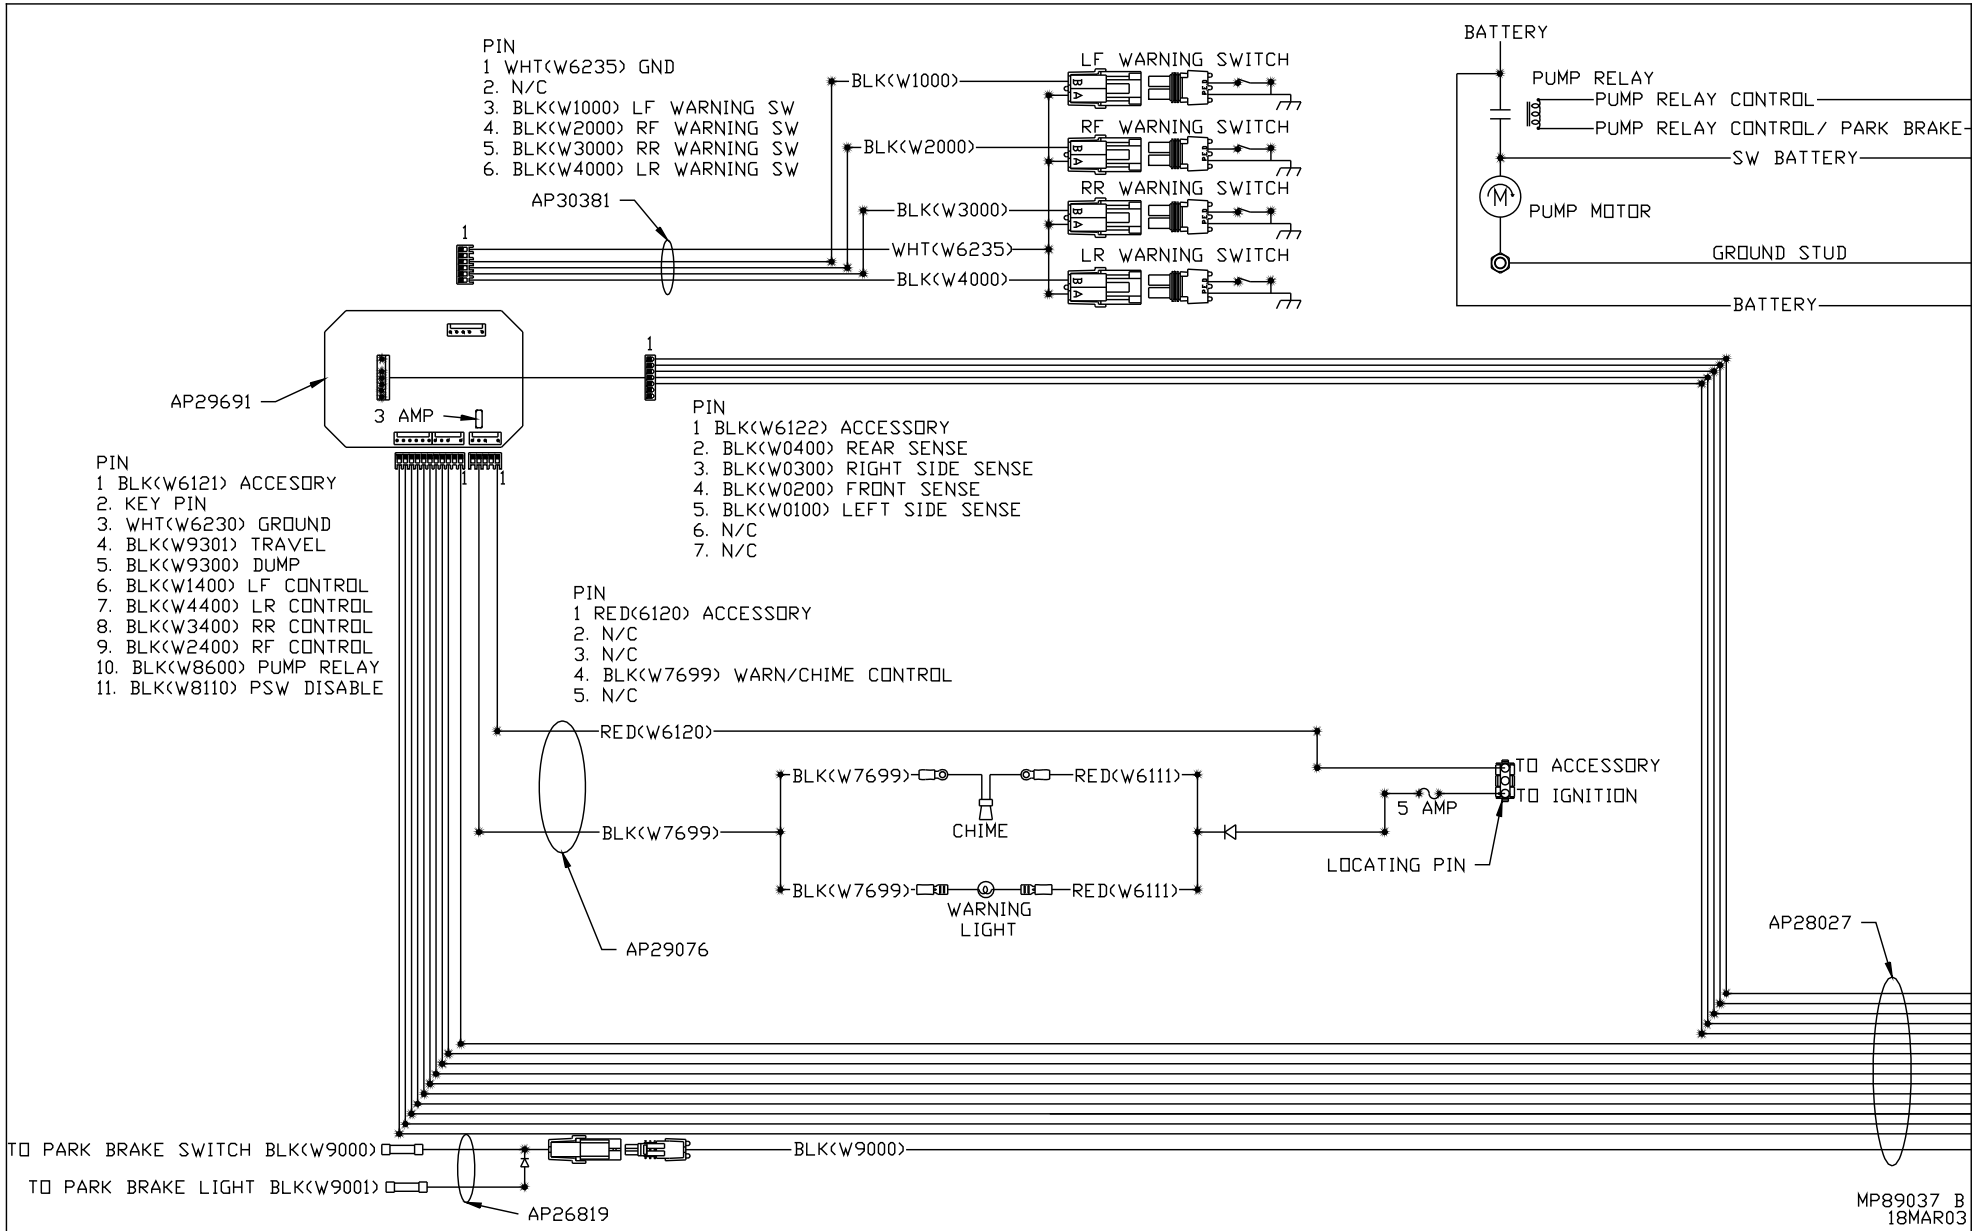 PIN
1 WHT(W6235) GND
2. N/C
3. BLK(W1000) LF WARNING SW
4. BLK(W2000) RF WARNING SW
5. BLK(W3000) RR WARNING SW
6. BLK(W4000) LR WARNING SW
AP30381
1
BLK(W1000)
BLK(W2000)
BLK(W3000)
WHT(W6235)
BLK(W4000)
LF WARNING SWITCH
B
A
RF WARNING SWITCH
B
A
RR WARNING SWITCH
B
A
LR WARNING SWITCH
B
A
BATTERY
PUMP RELAY
PUMP RELAY CONTROL
PUMP RELAY CONTROL/ PARK BRAKE
SW BATTERY
M
PUMP MOTOR
GROUND STUD
BATTERY
AP29691
3 AMP
1
1
1
PIN
1 BLK(W6122) ACCESSORY
2. BLK(W0400) REAR SENSE
3. BLK(W0300) RIGHT SIDE SENSE
4. BLK(W0200) FRONT SENSE
5. BLK(W0100) LEFT SIDE SENSE
6. N/C
7. N/C
PIN
1 BLK(W6121) ACCESORY
2. KEY PIN
3. WHT(W6230) GROUND
4. BLK(W9301) TRAVEL
5. BLK(W9300) DUMP
6. BLK(W1400) LF CONTROL
7. BLK(W4400) LR CONTROL
8. BLK(W3400) RR CONTROL
9. BLK(W2400) RF CONTROL
10. BLK(W8600) PUMP RELAY
11. BLK(W8110) PSW DISABLE
PIN
1 RED(6120) ACCESSORY
2. N/C
3. N/C
4. BLK(W7699) WARN/CHIME CONTROL
5. N/C
RED(W6120)
BLK(W7699)
BLK(W7699)
CHIME
RED(W6111)
BLK(W7699)
WARNING
LIGHT
RED(W6111)
TO ACCESSORY
TO IGNITION
5 AMP
LOCATING PIN
AP29076
AP28027
TO PARK BRAKE SWITCH BLK(W9000)
BLK(W9000)
TO PARK BRAKE LIGHT BLK(W9001)
AP26819
MP89037 B
18MAR03